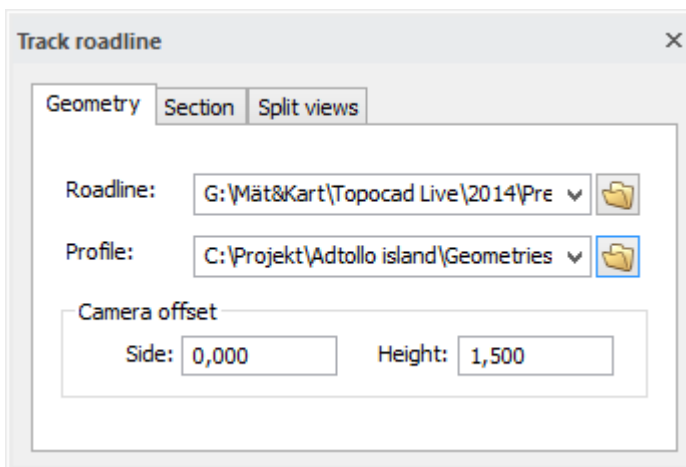 Track roadline
Geometry Section Split views
Roadline: G:\Mät&Kart\Topocad Live\2014\Pre
Profile: C:\Projekt\Adtollo island\Geometries
Camera offset
Side: 0,000 Height: 1,500